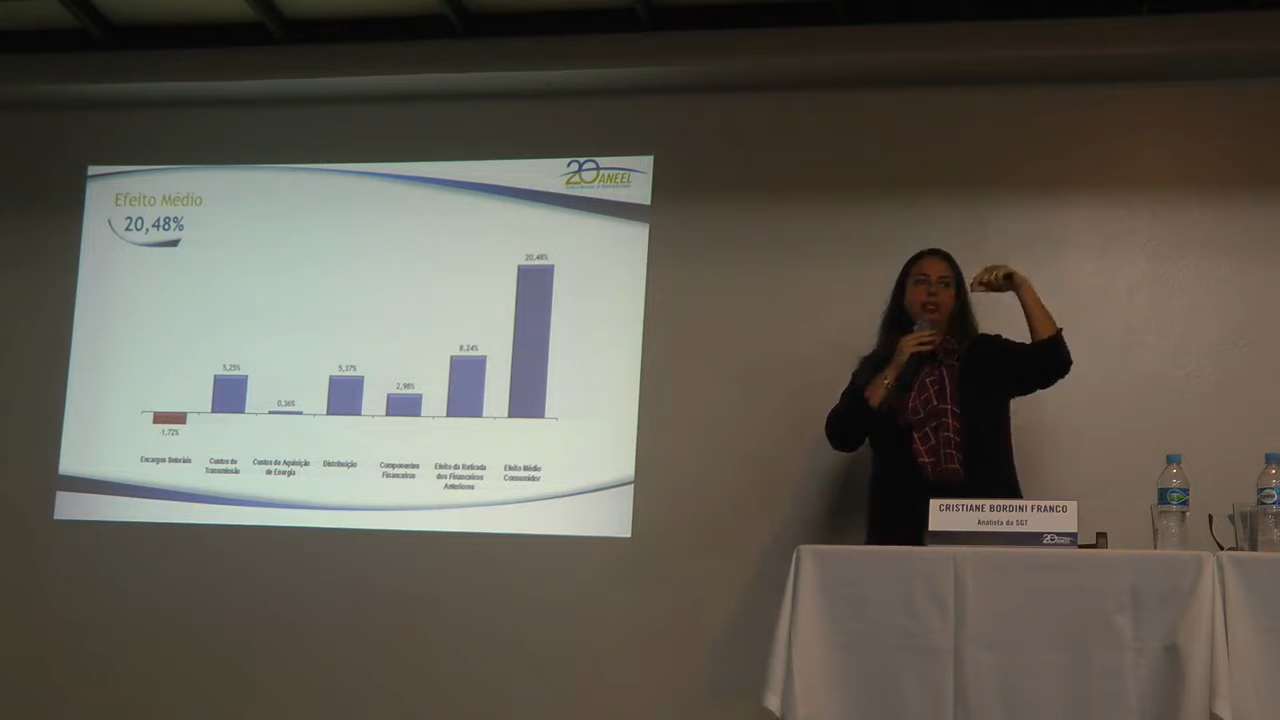 20 ANEEL
Efeito Médio
20,48%
20,48%
8,24%
5,25%
5,37%
2,98%
0,36%
-1,72%
Encargos Setoriais
Custos de
Transmissão
Custos de Aquisição
de Energia
Distribuição
Componentes
Financeiros
Efeito da Retirada
dos Financeiros
Anteriores
Efeito Médio
Consumidor
CRISTIANE BORDINI FRANCO
Analista da SGT
20 ANEEL